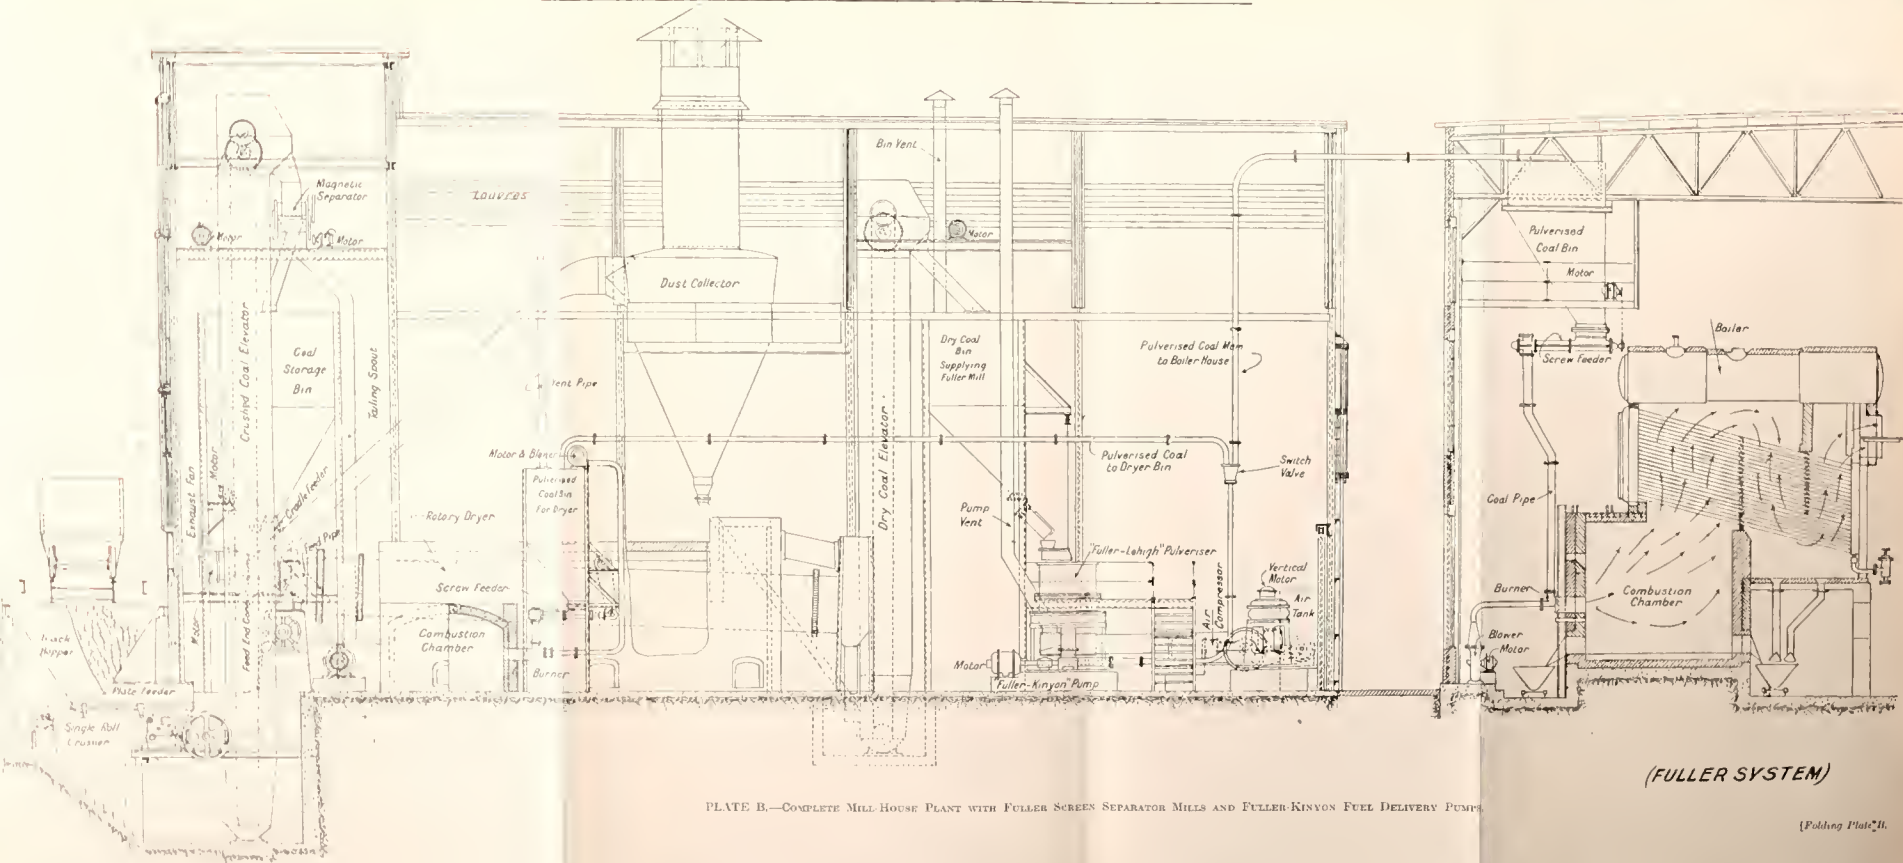 Magnetic
Separator
Motor
Motor
Louvres
Crushed Coal Elevator
Coal
Storage
Bin
Tailing Spout
Exhaust Fan
Motor
Cradle Feeder
Feed Pipe
Motor
Feed End Cond
Track
Hopper
Plate Feeder
Single Roll
Crusher
Vent Pipe
Motor & Blower
Pulverised
Coal Bin
For Dryer
Rotary Dryer
Screw Feeder
Combustion
Chamber
Burner
Dust Collector
Bin Vent
Motor
Dry Coal Elevator
Dry Coal
Bin
Supplying
Fuller Mill
Pulverised Coal Main
to Boiler House
Pulverised Coal
to Dryer Bin
Switch
Valve
Pump
Vent
"Fuller-Lehigh" Pulveriser
Air
Compressor
Vertical
Motor
Air
Tank
Motor
"Fuller-Kinyon" Pump
Pulverised
Coal Bin
Motor
Screw Feeder
Boiler
Coal Pipe
Burner
Combustion
Chamber
Blower
Motor
(FULLER SYSTEM)
PLATE B.—Complete Mill-House Plant with Fuller Screen Separator Mills and Fuller-Kinyon Fuel Delivery Pumps.
[Folding Plate B.